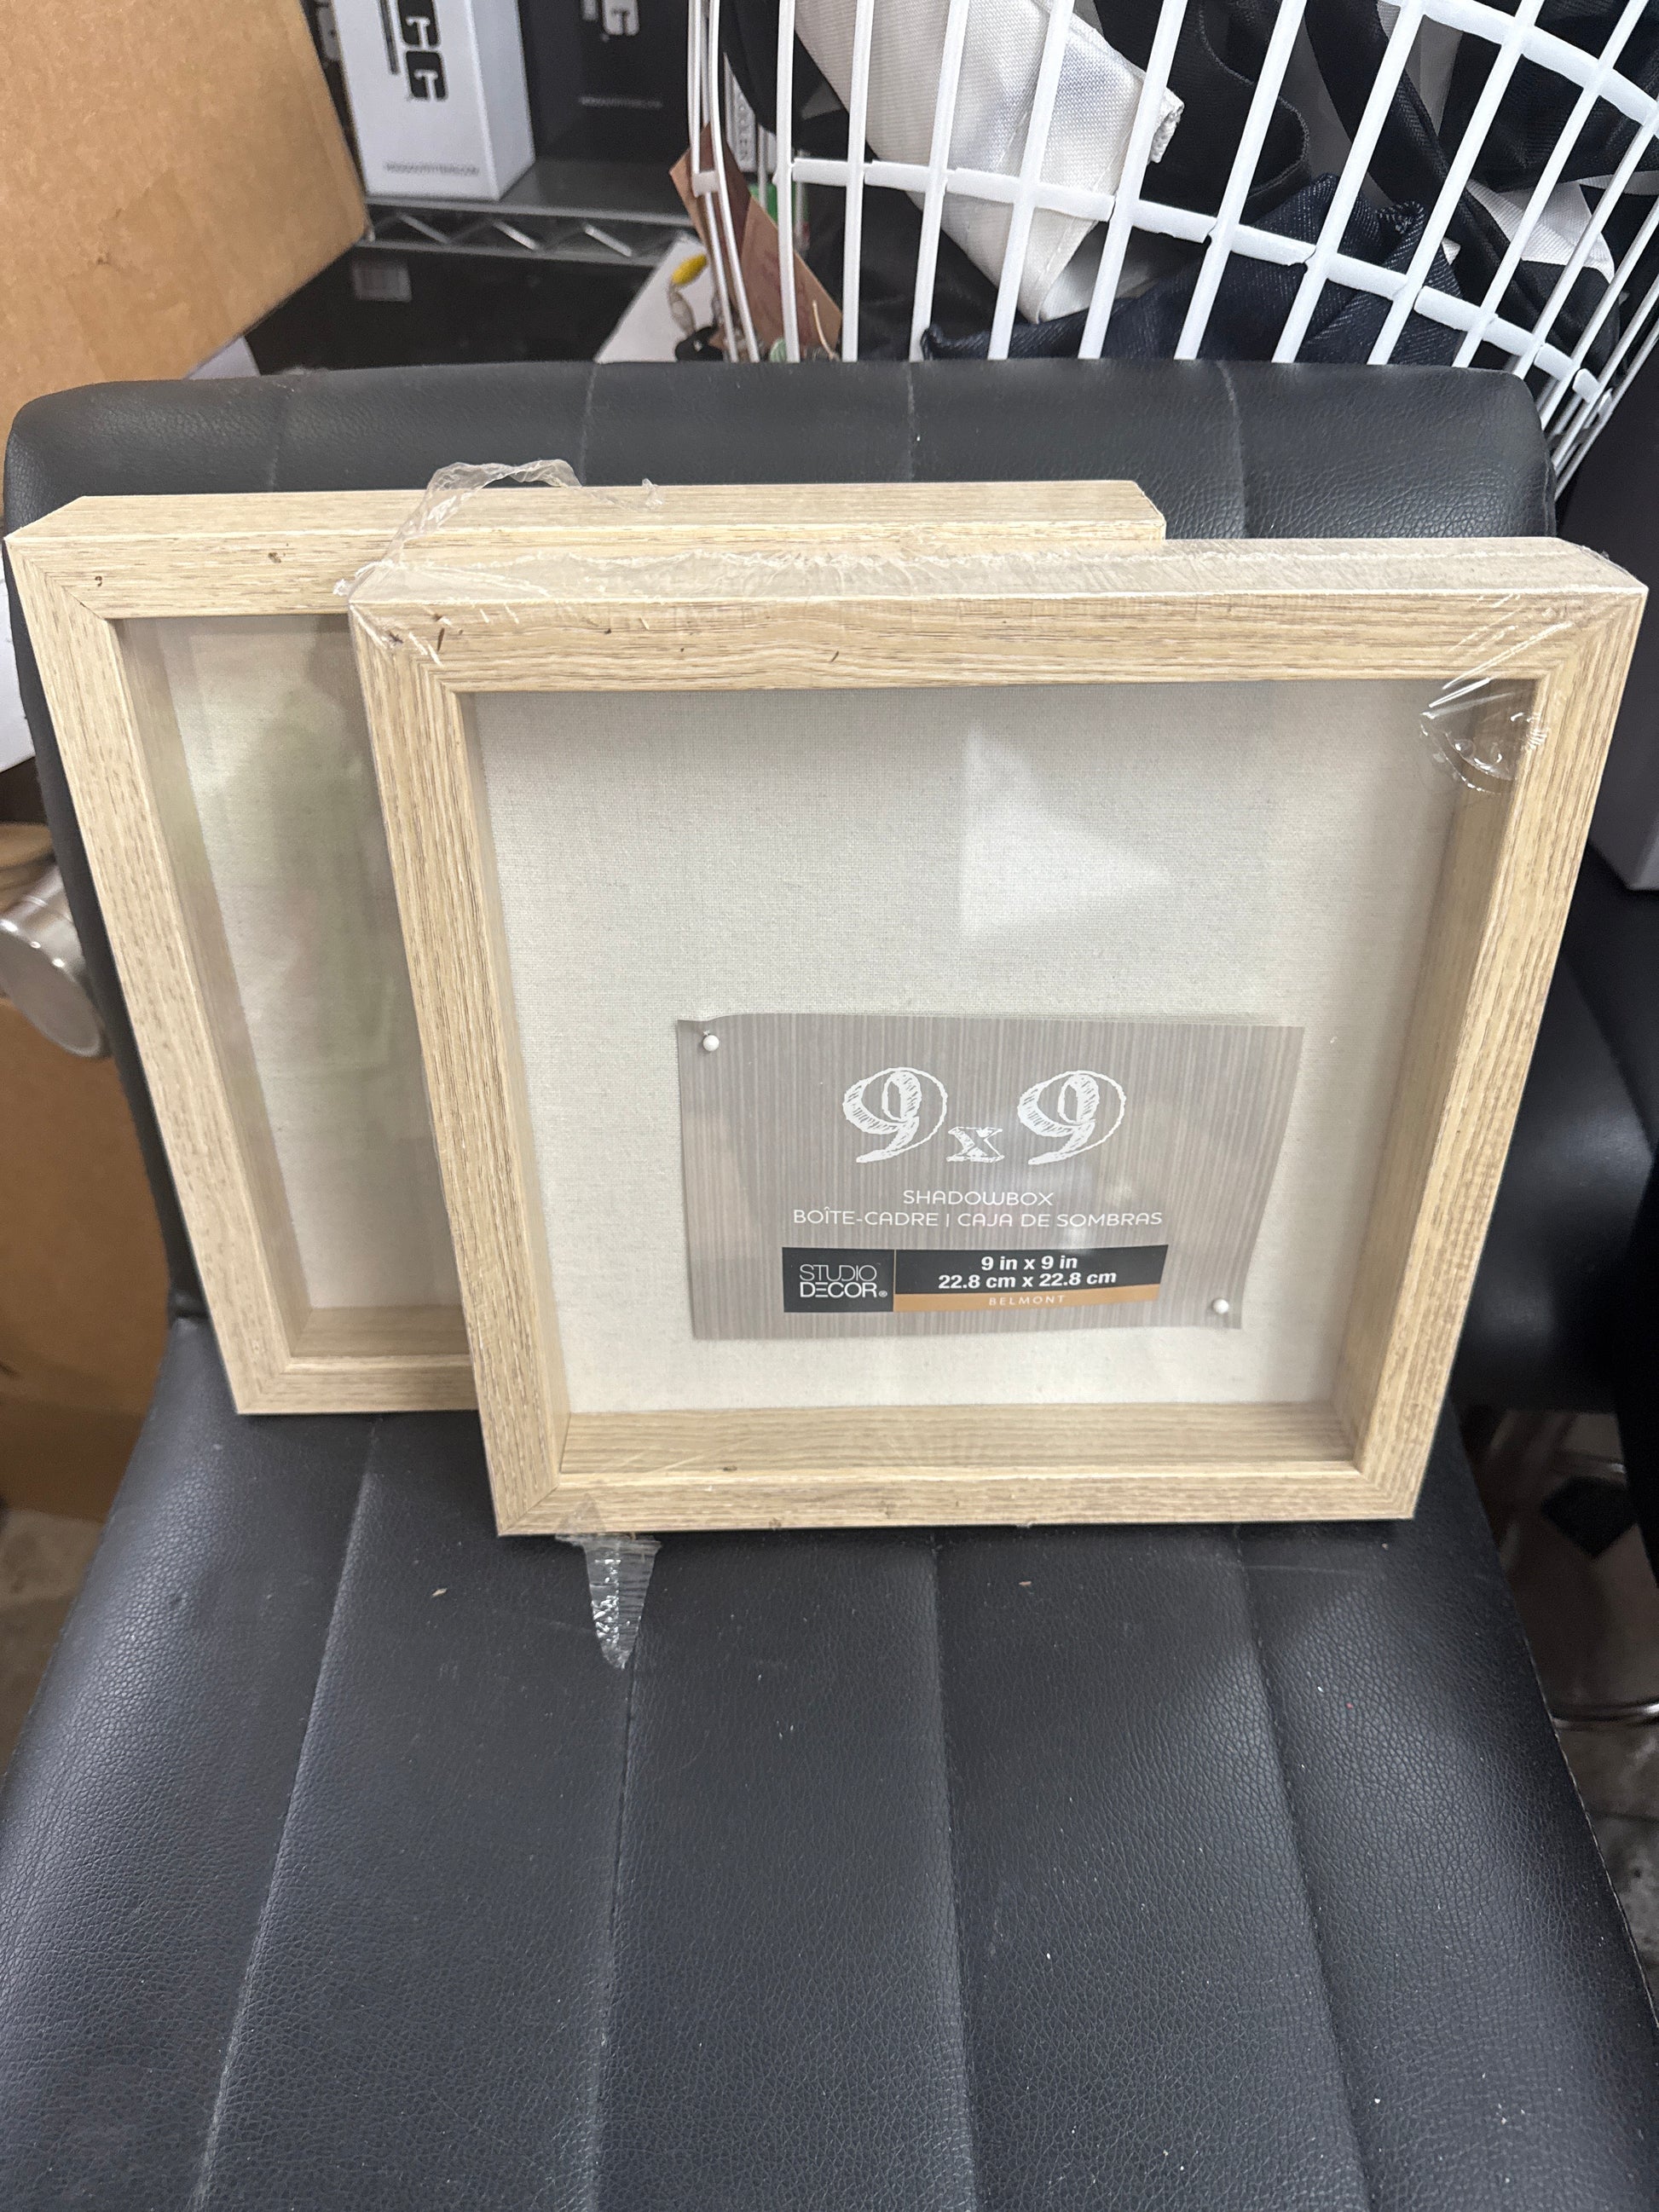 9x9
SHADOWBOX
BOÎTE-CADRE | CAJA DE SOMBRAS
STUDIO
DECOR®
9 in x 9 in
22.8 cm x 22.8 cm
BELMONT